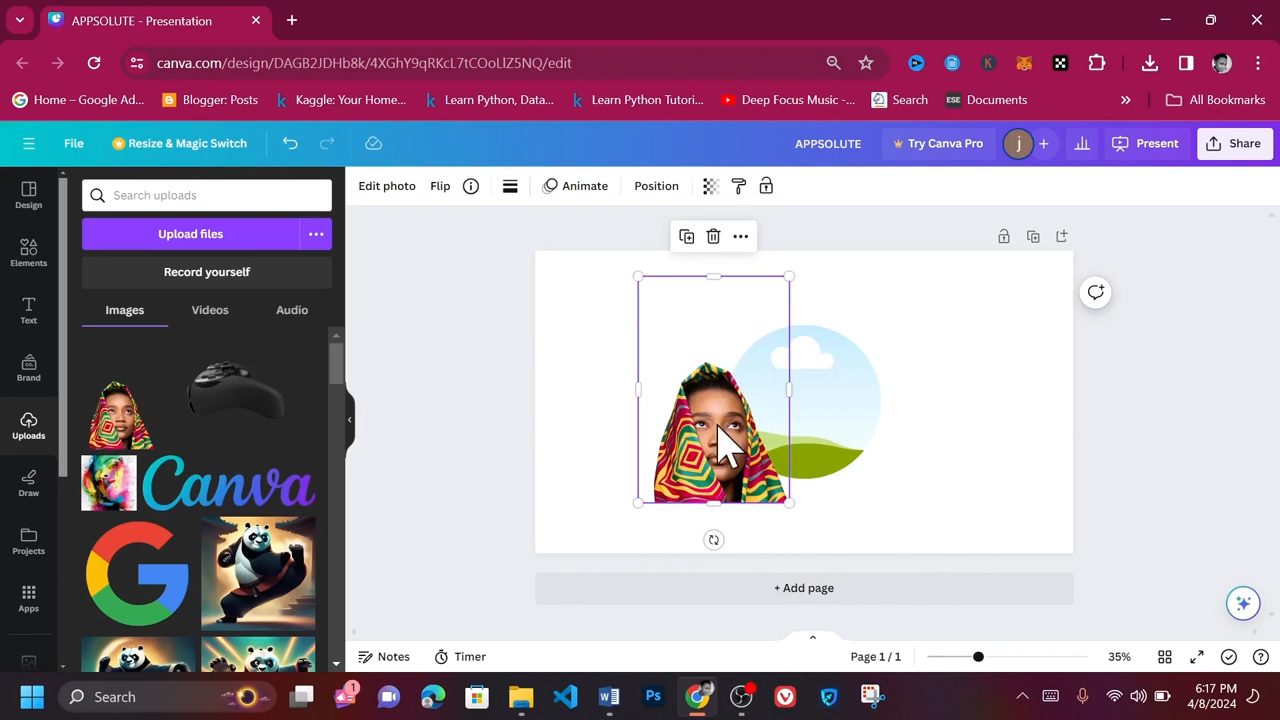 APPSOLUTE - Presentation
canva.com/design/DAGB2JDHb8k/4XGhY9qRKcL7tCOoLIZ5NQ/edit
Home – Google Ad...
Blogger: Posts
Kaggle: Your Home...
Learn Python, Data...
Learn Python Tutori...
Deep Focus Music -...
Search
ESE
Documents
All Bookmarks
File
Resize & Magic Switch
APPSOLUTE
Try Canva Pro
j
Present
Share
Design
Elements
Text
Brand
Uploads
Draw
Projects
Apps
Search uploads
Upload files
Record yourself
Images
Videos
Audio
Canva
Edit photo
Flip
Animate
Position
+ Add page
Notes
Timer
Page 1 / 1
35%
Search
1
W
Ps
6:17 PM
4/8/2024